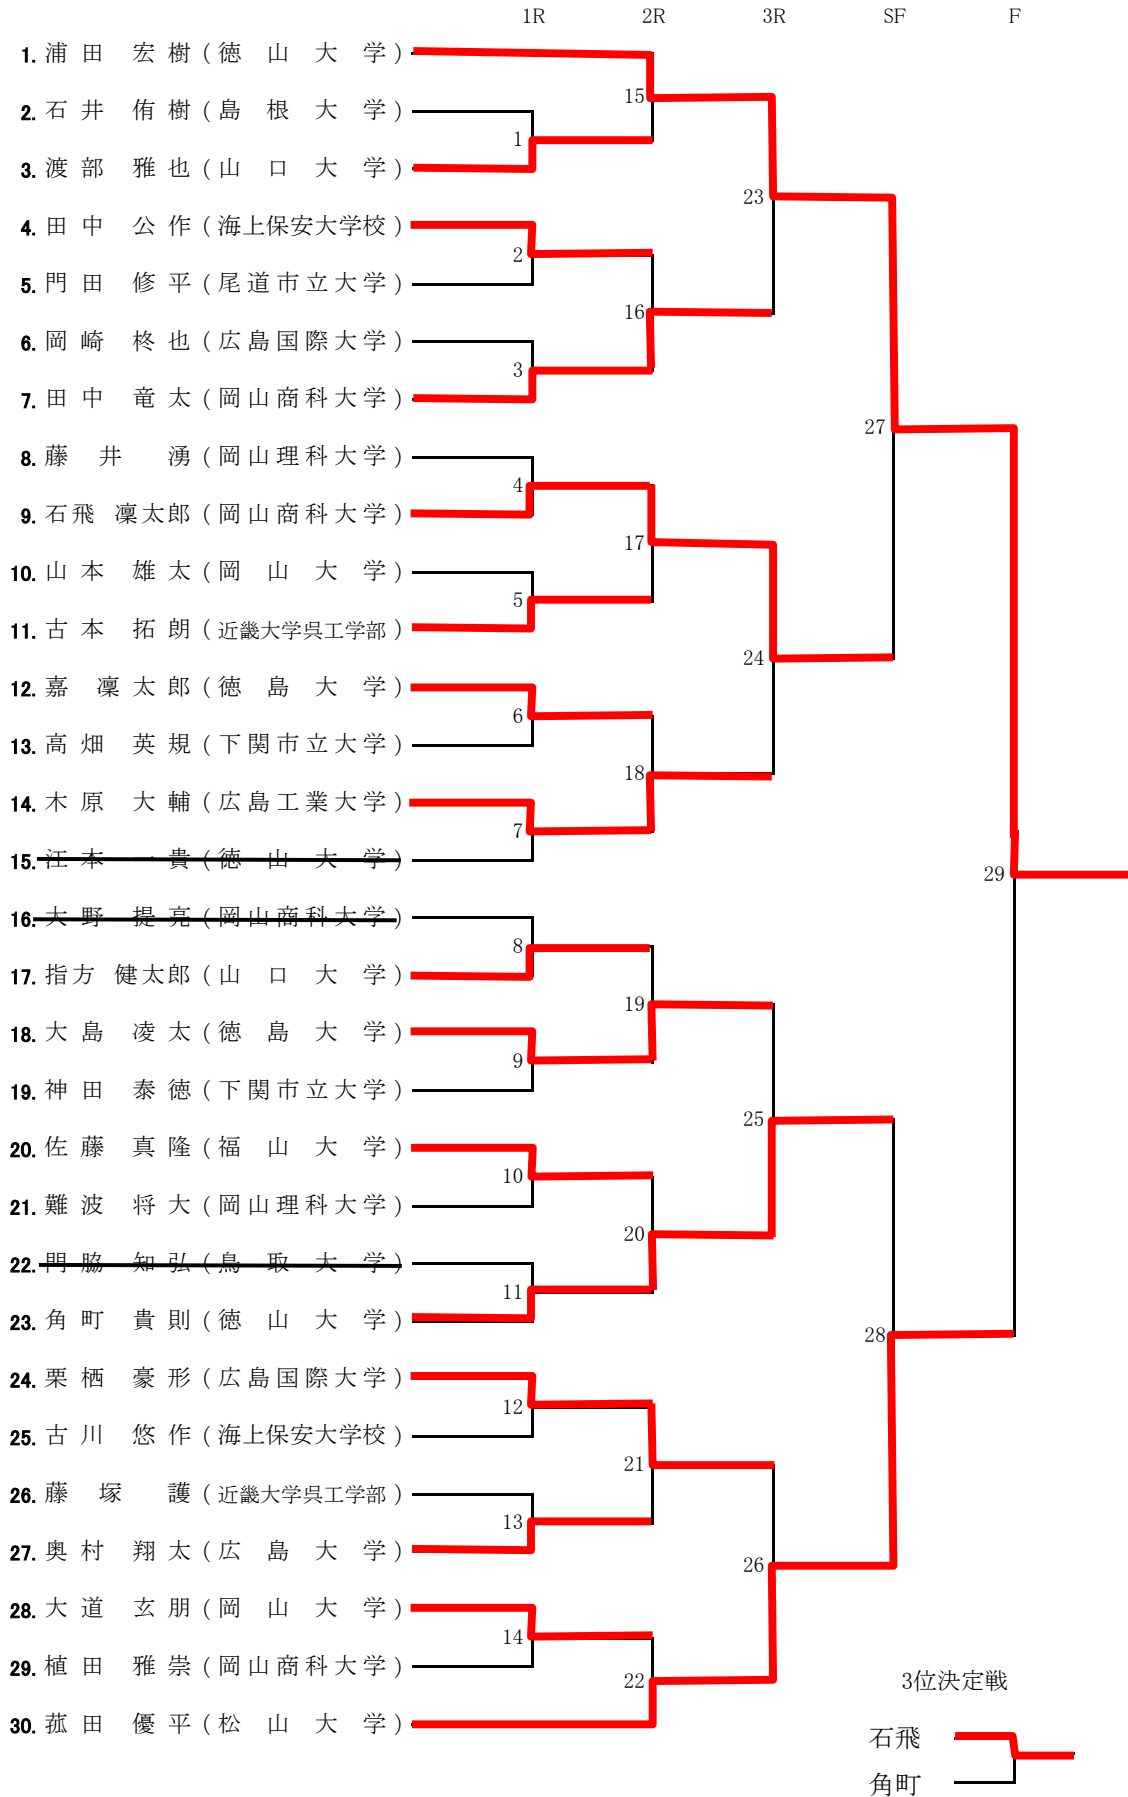 1R 2R 3R SF F
1. 浦田 宏樹 (徳山大学)
15
2. 石井 侑樹 (島根大学)
1
3. 渡部 雅也 (山口大学)
23
4. 田中 公作 (海上保安大学校)
2
5. 門田 修平 (尾道市立大学)
16
6. 岡崎 柊也 (広島国際大学)
3
7. 田中 竜太 (岡山商科大学)
27
8. 藤井 湧 (岡山理科大学)
4
9. 石飛 凜太郎 (岡山商科大学)
17
10. 山本 雄太 (岡山大学)
5
11. 古本 拓朗 (近畿大学呉工学部)
24
12. 嘉 凜太郎 (徳島大学)
6
13. 高畑 英規 (下関市立大学)
18
14. 木原 大輔 (広島工業大学)
7
15. 江本 一貴 (徳山大学)
29
16. 大野 提亮 (岡山商科大学)
8
17. 指方 健太郎 (山口大学)
19
18. 大島 凌太 (徳島大学)
9
19. 神田 泰徳 (下関市立大学)
25
20. 佐藤 真隆 (福山大学)
10
21. 難波 将大 (岡山理科大学)
20
22. 門脇 知弘 (鳥取大学)
11
23. 角町 貴則 (徳山大学)
28
24. 栗栖 豪形 (広島国際大学)
12
25. 古川 悠作 (海上保安大学校)
21
26. 藤塚 護 (近畿大学呉工学部)
13
27. 奥村 翔太 (広島大学)
26
28. 大道 玄朋 (岡山大学)
14
29. 植田 雅崇 (岡山商科大学)
22
3位決定戦
30. 菰田 優平 (松山大学)
石飛
角町